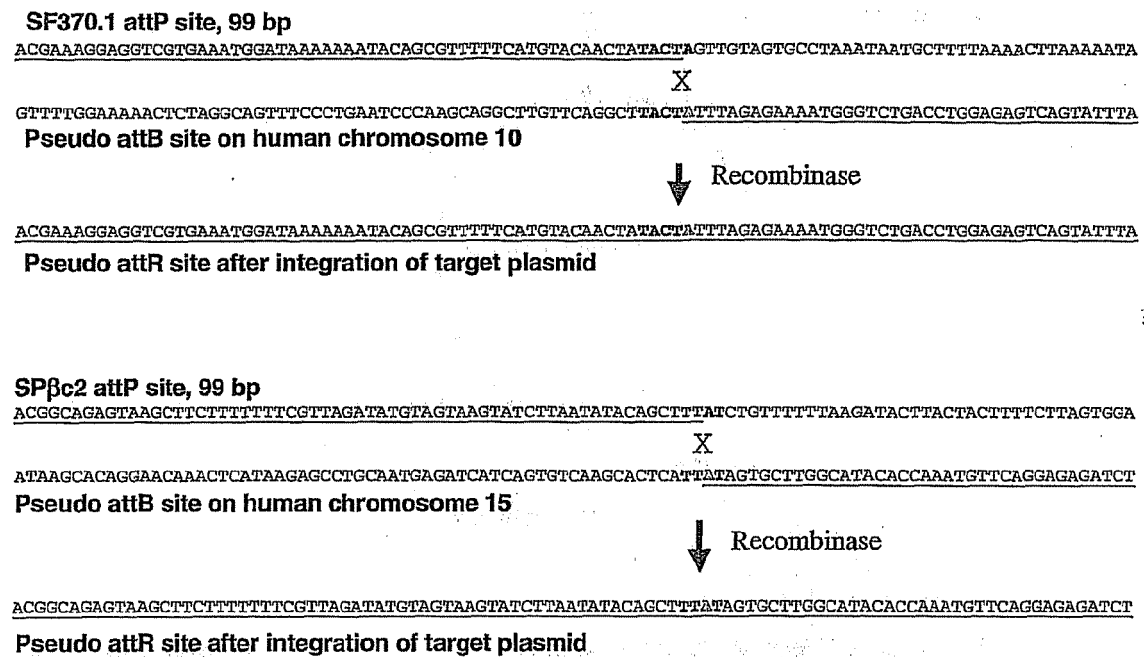 SF370.1 attP site, 99 bp
ACGAAAGGAGGTCGTGAAATGGATAAAAAAATACAGCGTTTTTCATGTACAACTATACTAGTTGTAGTGCCTAAATAATGCTTTTAAAACTTAAAAATA
X
GTTTTGGAAAAACTCTAGGCAGTTTCCCTGAATCCCAAGCAGGCTTGTTCAGGCTTACTATTTAGAGAAAATGGGTCTGACCTGGAGAGTCAGTATTTA
Pseudo attB site on human chromosome 10
Recombinase
ACGAAAGGAGGTCGTGAAATGGATAAAAAAATACAGCGTTTTTCATGTACAACTATACTATTTAGAGAAAATGGGTCTGACCTGGAGAGTCAGTATTTA
Pseudo attR site after integration of target plasmid
SPβc2 attP site, 99 bp
ACGGCAGAGTAAGCTTCTTTTTTTCGTTAGATATGTAGTAAGTATCTTAATATACAGCTTTATCTGTTTTTTAAGATACTTACTACTTTTCTTAGTGGA
X
ATAAGCACAGGAACAAACTCATAAGAGCCTGCAATGAGATCATCAGTGTCAAGCACTCATTATAGTGCTTGGCATACACCAAATGTTCAGGAGAGATCT
Pseudo attB site on human chromosome 15
Recombinase
ACGGCAGAGTAAGCTTCTTTTTTTCGTTAGATATGTAGTAAGTATCTTAATATACAGCTTTATAGTGCTTGGCATACACCAAATGTTCAGGAGAGATCT
Pseudo attR site after integration of target plasmid